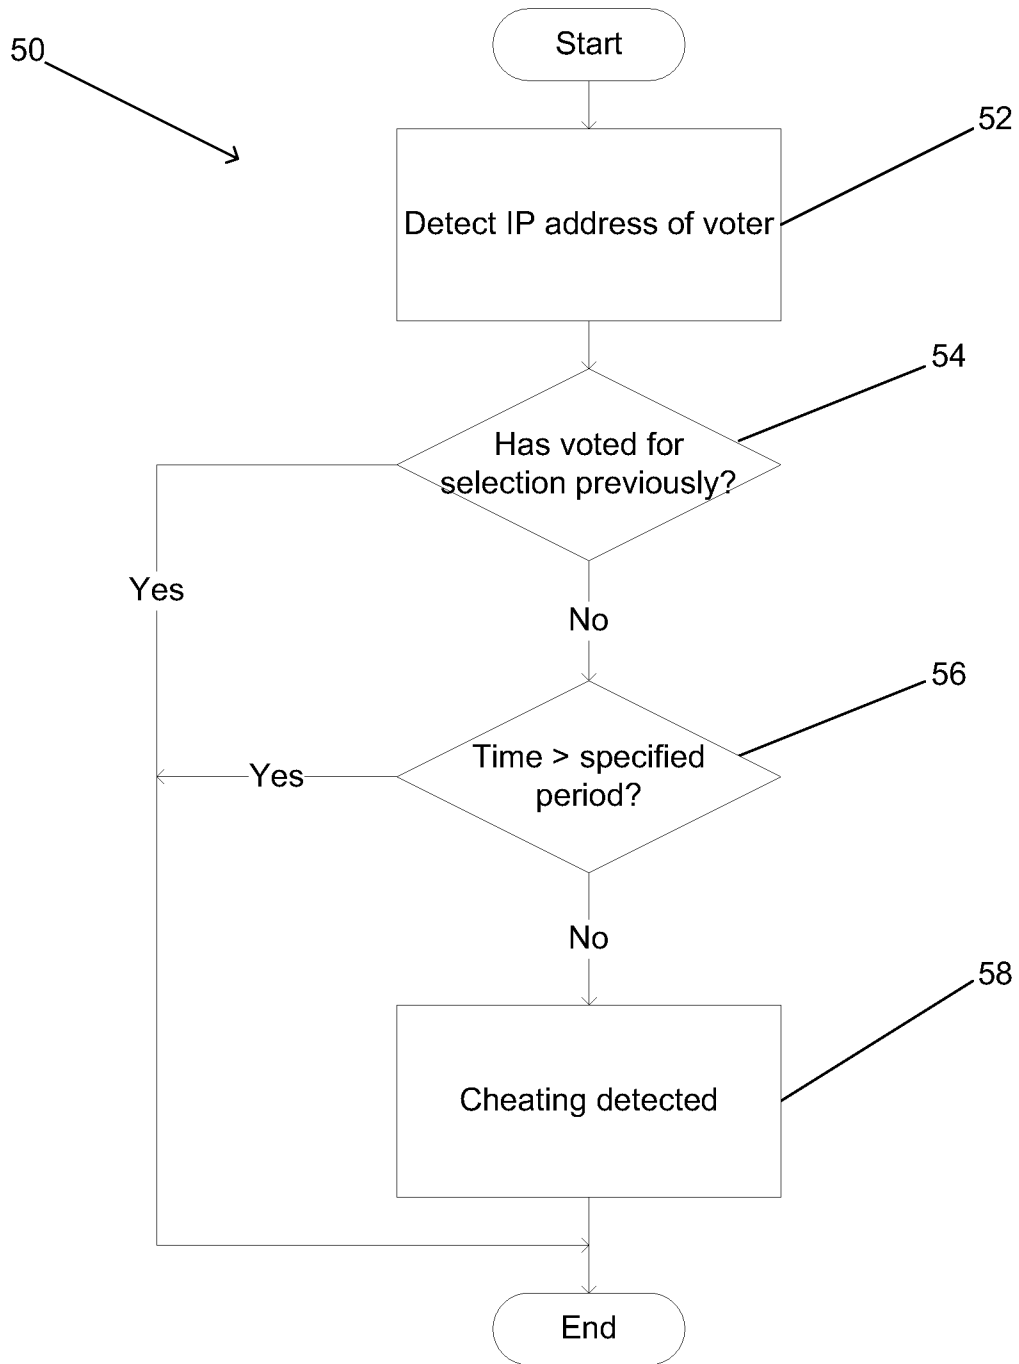 Start
50
52
Detect IP address of voter
54
Has voted for
selection previously?
Yes
No
56
Time > specified
period?
Yes
No
58
Cheating detected
End